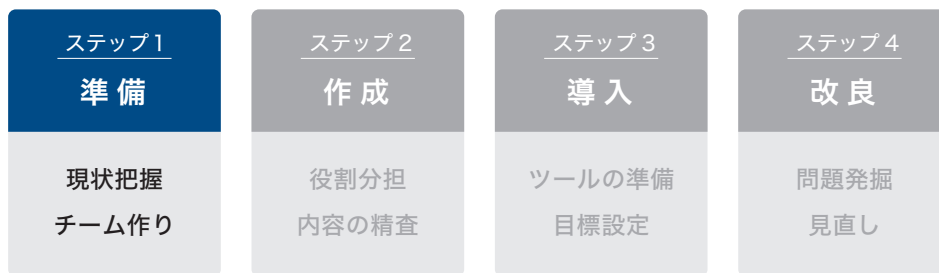 ステップ1
準備
現状把握
チーム作り
ステップ2
作成
役割分担
内容の精査
ステップ3
導入
ツールの準備
目標設定
ステップ4
改良
問題発掘
見直し